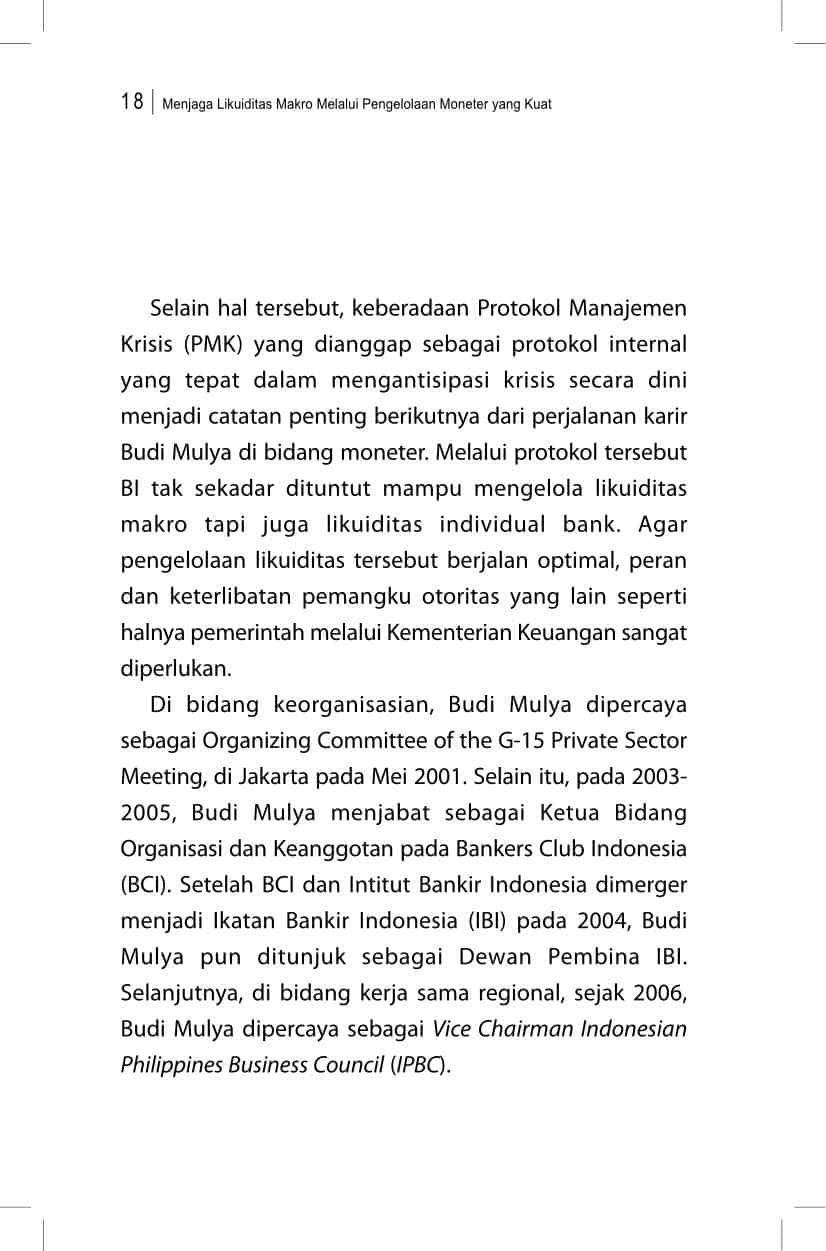 18 Menjaga Likuiditas Makro Melalui Pengelolaan Moneter yang Kuat
Selain hal tersebut, keberadaan Protokol Manajemen
Krisis (PMK) yang dianggap sebagai protokol internal
yang tepat dalam mengantisipasi krisis secara dini
menjadi catatan penting berikutnya dari perjalanan karir
Budi Mulya di bidang moneter. Melalui protokol tersebut
BI tak sekadar dituntut mampu mengelola likuiditas
makro tapi juga likuiditas individual bank. Agar
pengelolaan likuiditas tersebut berjalan optimal, peran
dan keterlibatan pemangku otoritas yang lain seperti
halnya pemerintah melalui Kementerian Keuangan sangat
diperlukan.
Di bidang keorganisasian, Budi Mulya dipercaya
sebagai Organizing Committee of the G-15 Private Sector
Meeting, di Jakarta pada Mei 2001. Selain itu, pada 2003-
2005, Budi Mulya menjabat sebagai Ketua Bidang
Organisasi dan Keanggotan pada Bankers Club Indonesia
(BCI). Setelah BCI dan Intitut Bankir Indonesia dimerger
menjadi Ikatan Bankir Indonesia (IBI) pada 2004, Budi
Mulya pun ditunjuk sebagai Dewan Pembina IBI.
Selanjutnya, di bidang kerja sama regional, sejak 2006,
Budi Mulya dipercaya sebagai Vice Chairman Indonesian
Philippines Business Council (IPBC).